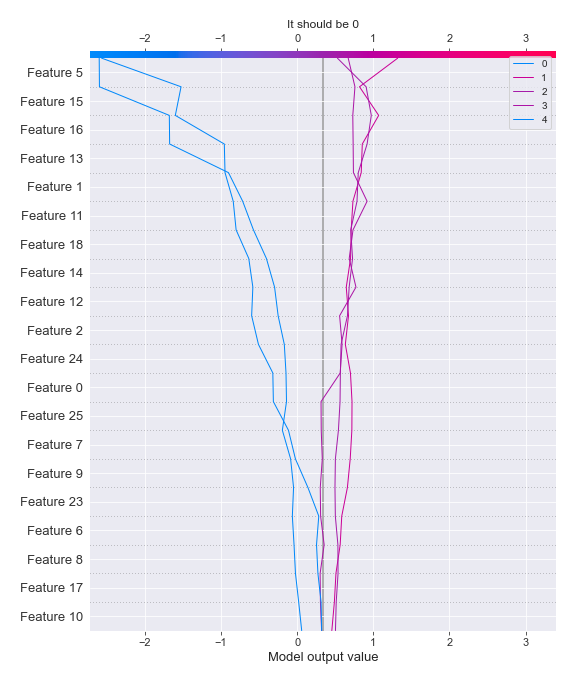 It should be 0
−2 −1 0 1 2 3
Feature 5
Feature 15
Feature 16
Feature 13
Feature 1
Feature 11
Feature 18
Feature 14
Feature 12
Feature 2
Feature 24
Feature 0
Feature 25
Feature 7
Feature 9
Feature 23
Feature 6
Feature 8
Feature 17
Feature 10
0
1
2
3
4
−2 −1 0 1 2 3
Model output value